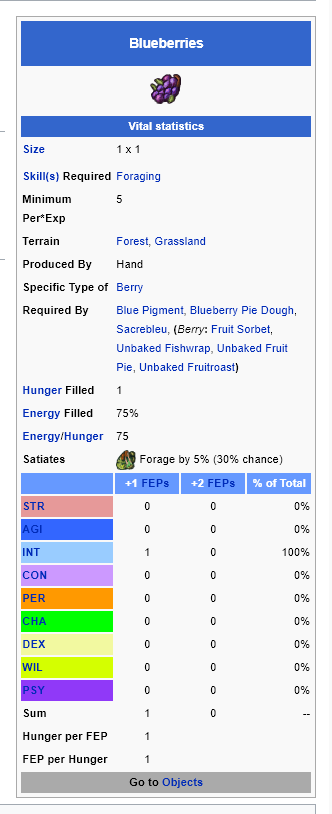 Blueberries
Vital statistics
Size 1 x 1
Skill(s) Required Foraging
Minimum 5
Per*Exp
Terrain Forest, Grassland
Produced By Hand
Specific Type of Berry
Required By Blue Pigment, Blueberry Pie Dough,
Sacrebleu, (Berry: Fruit Sorbet,
Unbaked Fishwrap, Unbaked Fruit
Pie, Unbaked Fruitroast)
Hunger Filled 1
Energy Filled 75%
Energy/Hunger 75
Satiates Forage by 5% (30% chance)
+1 FEPs +2 FEPs % of Total
STR 0 0 0%
AGI 0 0 0%
INT 1 0 100%
CON 0 0 0%
PER 0 0 0%
CHA 0 0 0%
DEX 0 0 0%
WIL 0 0 0%
PSY 0 0 0%
Sum 1 0 --
Hunger per FEP 1
FEP per Hunger 1
Go to Objects